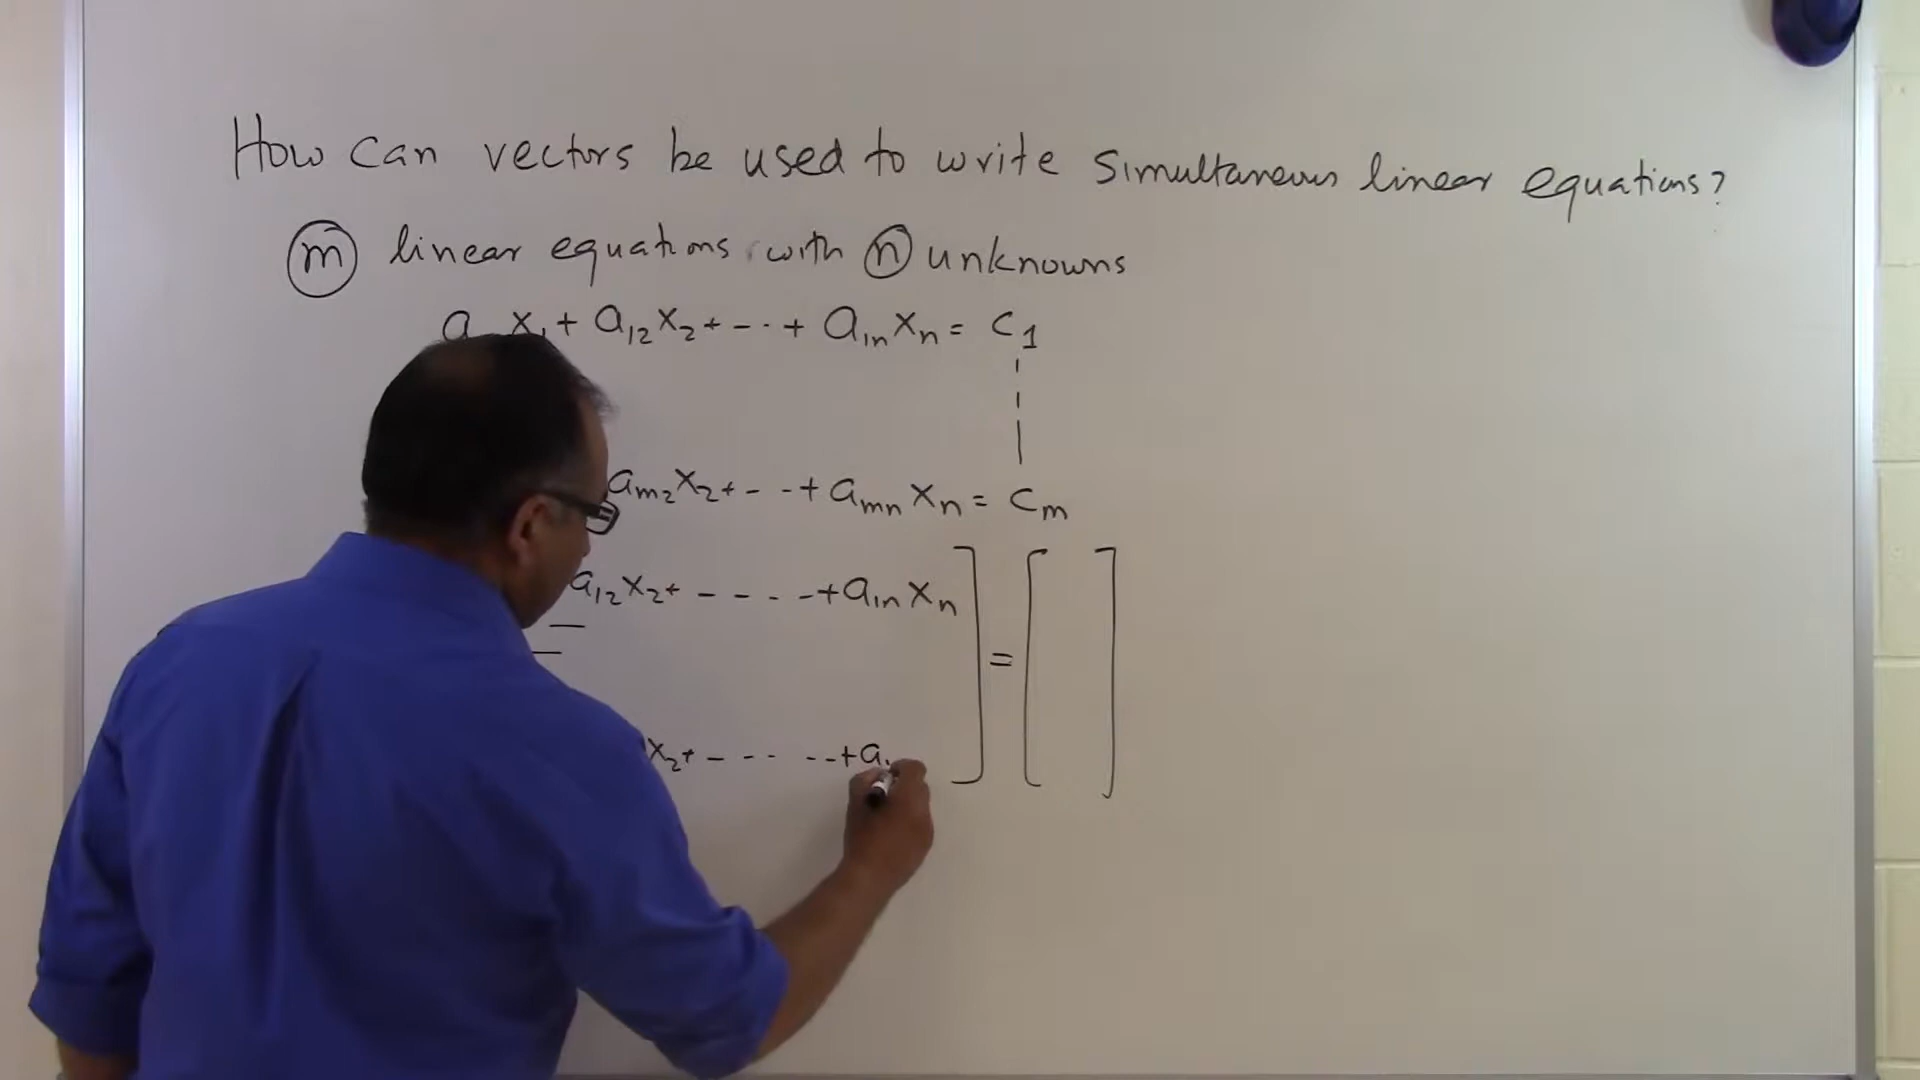 How can vectors be used to write simultaneous linear equations?
m linear equations with n unknowns
a x₁ + a₁₂x₂ + - - - + a₁ₙxₙ = c₁
aₘ₂x₂ + - - - + aₘₙxₙ = cₘ
a₁₂x₂ + - - - - - + a₁ₙxₙ ] = [ ]
x₂ + - - - - - - + a